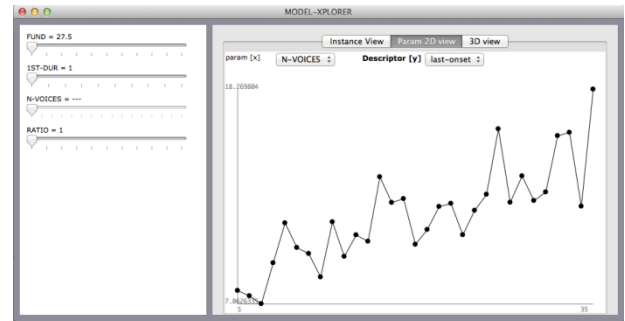 MODEL-XPLORER
FUND = 27.5
1ST-DUR = 1
N-VOICES = ---
RATIO = 1
Instance View Param 2D view 3D view
param [x] N-VOICES Descriptor [y] last-onset
18.269804
5 35